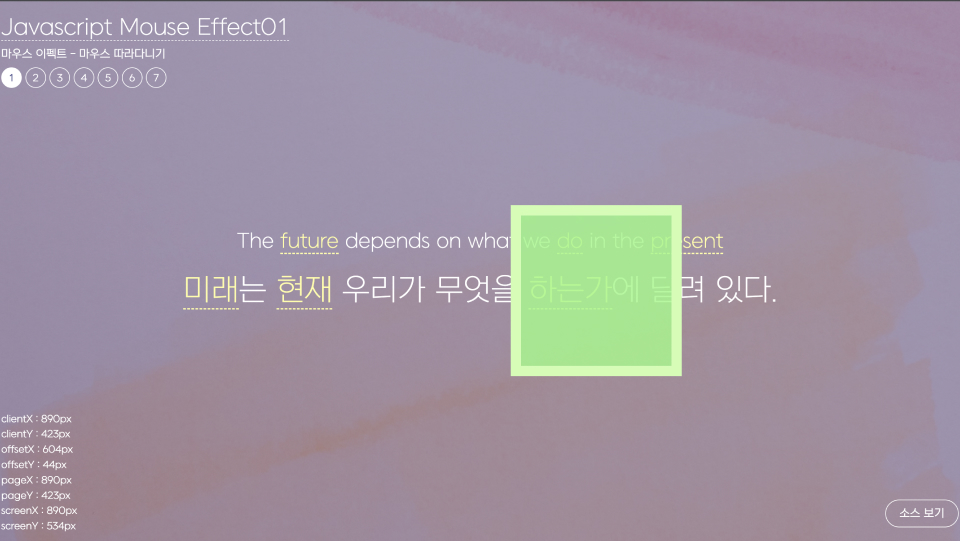 Javascript Mouse Effect01
마우스 이펙트 - 마우스 따라다니기
1 2 3 4 5 6 7
The future depends on what we do in the present
미래는 현재 우리가 무엇을 하는가에 달려 있다.
clientX : 890px
clientY : 423px
offsetX : 604px
offsetY : 44px
pageX : 890px
pageY : 423px
screenX : 890px
screenY : 534px
소스 보기